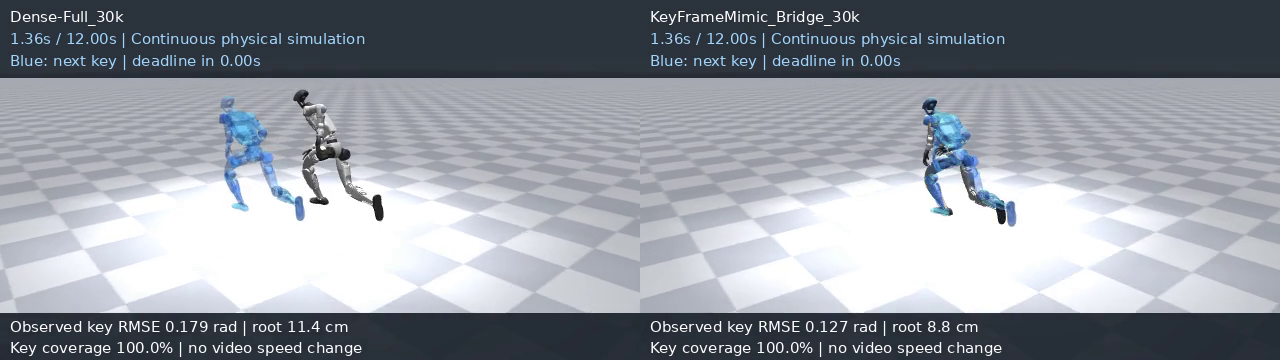 Dense-Full_30k
1.36s / 12.00s | Continuous physical simulation
Blue: next key | deadline in 0.00s
KeyFrameMimic_Bridge_30k
1.36s / 12.00s | Continuous physical simulation
Blue: next key | deadline in 0.00s
Observed key RMSE 0.179 rad | root 11.4 cm
Key coverage 100.0% | no video speed change
Observed key RMSE 0.127 rad | root 8.8 cm
Key coverage 100.0% | no video speed change